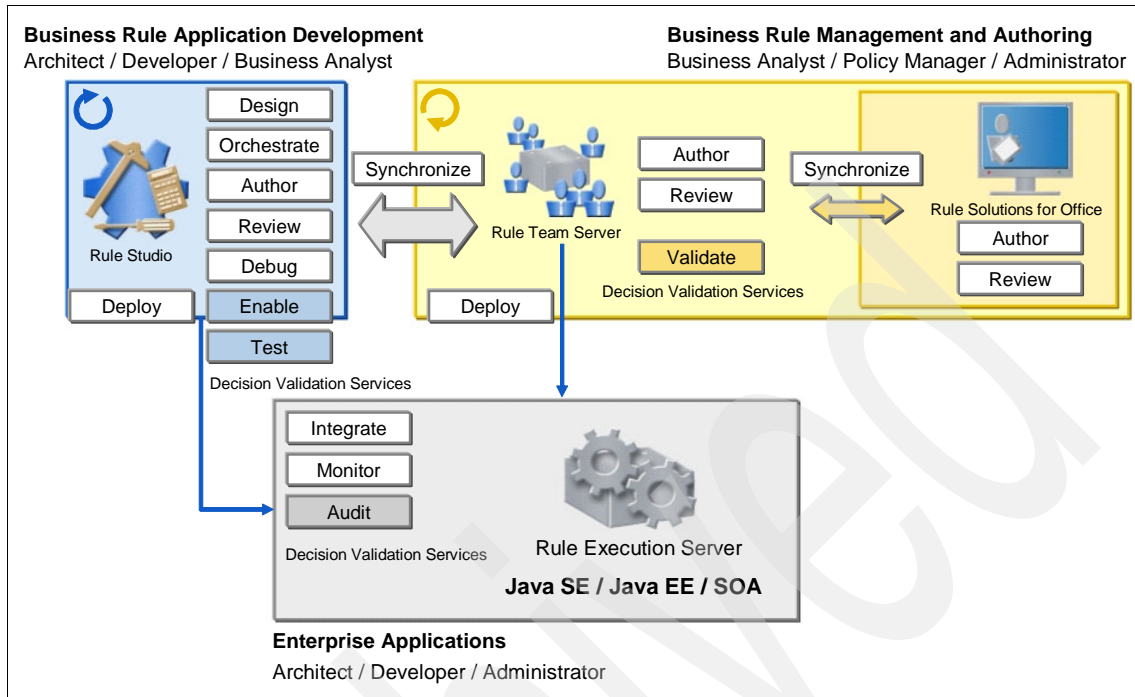 Business Rule Application Development
Architect / Developer / Business Analyst
Business Rule Management and Authoring
Business Analyst / Policy Manager / Administrator
Design
Orchestrate
Author
Review
Debug
Rule Studio
Deploy
Enable
Test
Decision Validation Services
Synchronize
Rule Team Server
Author
Review
Validate
Decision Validation Services
Deploy
Synchronize
Rule Solutions for Office
Author
Review
Integrate
Monitor
Audit
Decision Validation Services
Rule Execution Server
Java SE / Java EE / SOA
Enterprise Applications
Architect / Developer / Administrator